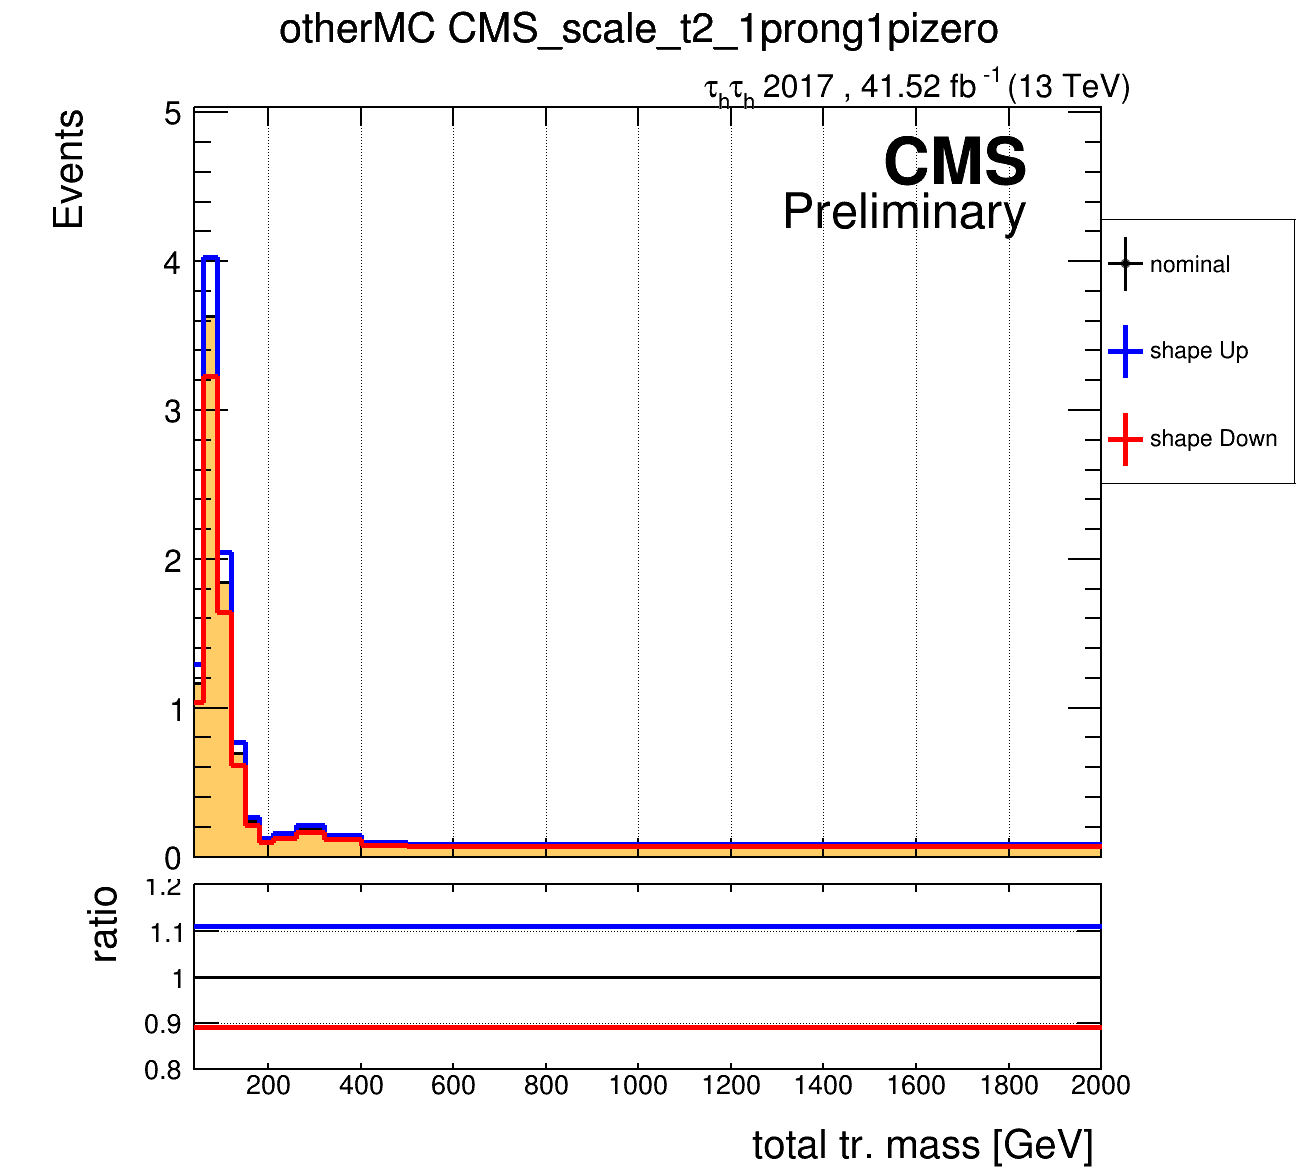 otherMC CMS_scale_t2_1prong1pizero
τhτh 2017 , 41.52 fb -1 (13 TeV)
Events
5
4
3
2
1
0
CMS
Preliminary
nominal
shape Up
shape Down
ratio
1.2
1.1
1
0.9
0.8
200 400 600 800 1000 1200 1400 1600 1800 2000
total tr. mass [GeV]